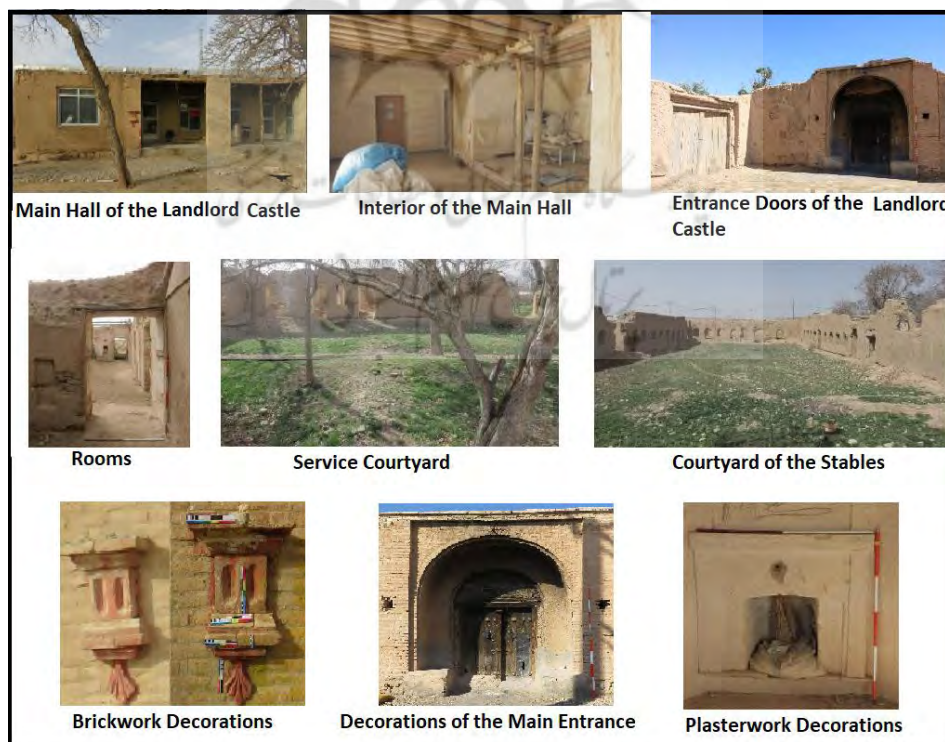 Main Hall of the Landlord Castle
Interior of the Main Hall
Entrance Doors of the Landlord
Castle
Rooms
Service Courtyard
Courtyard of the Stables
Brickwork Decorations
Decorations of the Main Entrance
Plasterwork Decorations